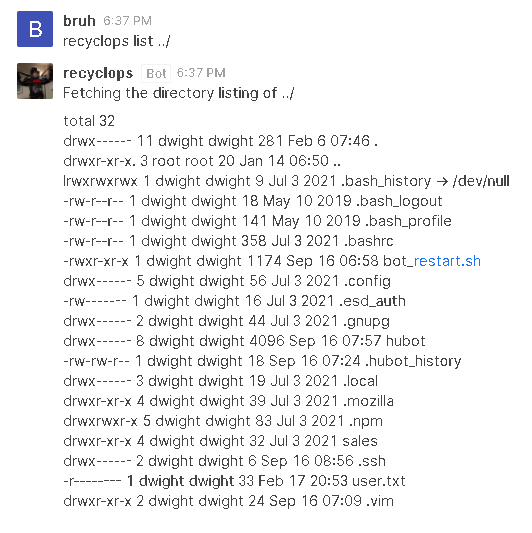 B
bruh 6:37 PM
recyclops list ../
recyclops Bot 6:37 PM
Fetching the directory listing of ../
total 32
drwx------ 11 dwight dwight 281 Feb 6 07:46 .
drwxr-xr-x. 3 root root 20 Jan 14 06:50 ..
lrwxrwxrwx 1 dwight dwight 9 Jul 3 2021 .bash_history → /dev/null
-rw-r--r-- 1 dwight dwight 18 May 10 2019 .bash_logout
-rw-r--r-- 1 dwight dwight 141 May 10 2019 .bash_profile
-rw-r--r-- 1 dwight dwight 358 Jul 3 2021 .bashrc
-rwxr-xr-x 1 dwight dwight 1174 Sep 16 06:58 bot_restart.sh
drwx------ 5 dwight dwight 56 Jul 3 2021 .config
-rw------- 1 dwight dwight 16 Jul 3 2021 .esd_auth
drwx------ 2 dwight dwight 44 Jul 3 2021 .gnupg
drwx------ 8 dwight dwight 4096 Sep 16 07:57 hubot
-rw-rw-r-- 1 dwight dwight 18 Sep 16 07:24 .hubot_history
drwx------ 3 dwight dwight 19 Jul 3 2021 .local
drwxr-xr-x 4 dwight dwight 39 Jul 3 2021 .mozilla
drwxrwxr-x 5 dwight dwight 83 Jul 3 2021 .npm
drwxr-xr-x 4 dwight dwight 32 Jul 3 2021 sales
drwx------ 2 dwight dwight 6 Sep 16 08:56 .ssh
-r-------- 1 dwight dwight 33 Feb 17 20:53 user.txt
drwxr-xr-x 2 dwight dwight 24 Sep 16 07:09 .vim